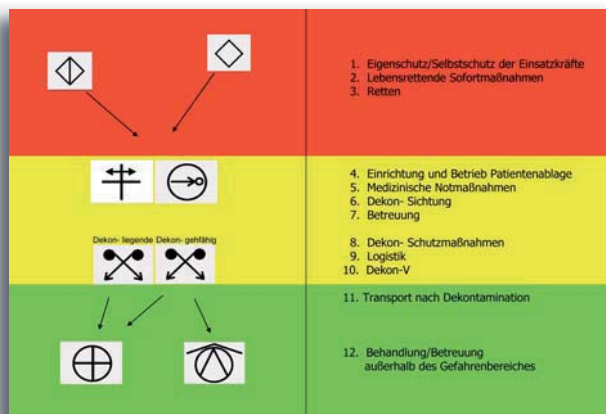 1. Eigenschutz/Selbstschutz der Einsatzkräfte
2. Lebensrettende Sofortmaßnahmen
3. Retten
4. Einrichtung und Betrieb Patientenablage
5. Medizinische Notmaßnahmen
6. Dekon- Sichtung
7. Betreuung
Dekon- liegende Dekon- gehfähig
8. Dekon- Schutzmaßnahmen
9. Logistik
10. Dekon-V
11. Transport nach Dekontamination
12. Behandlung/Betreuung
außerhalb des Gefahrenbereiches